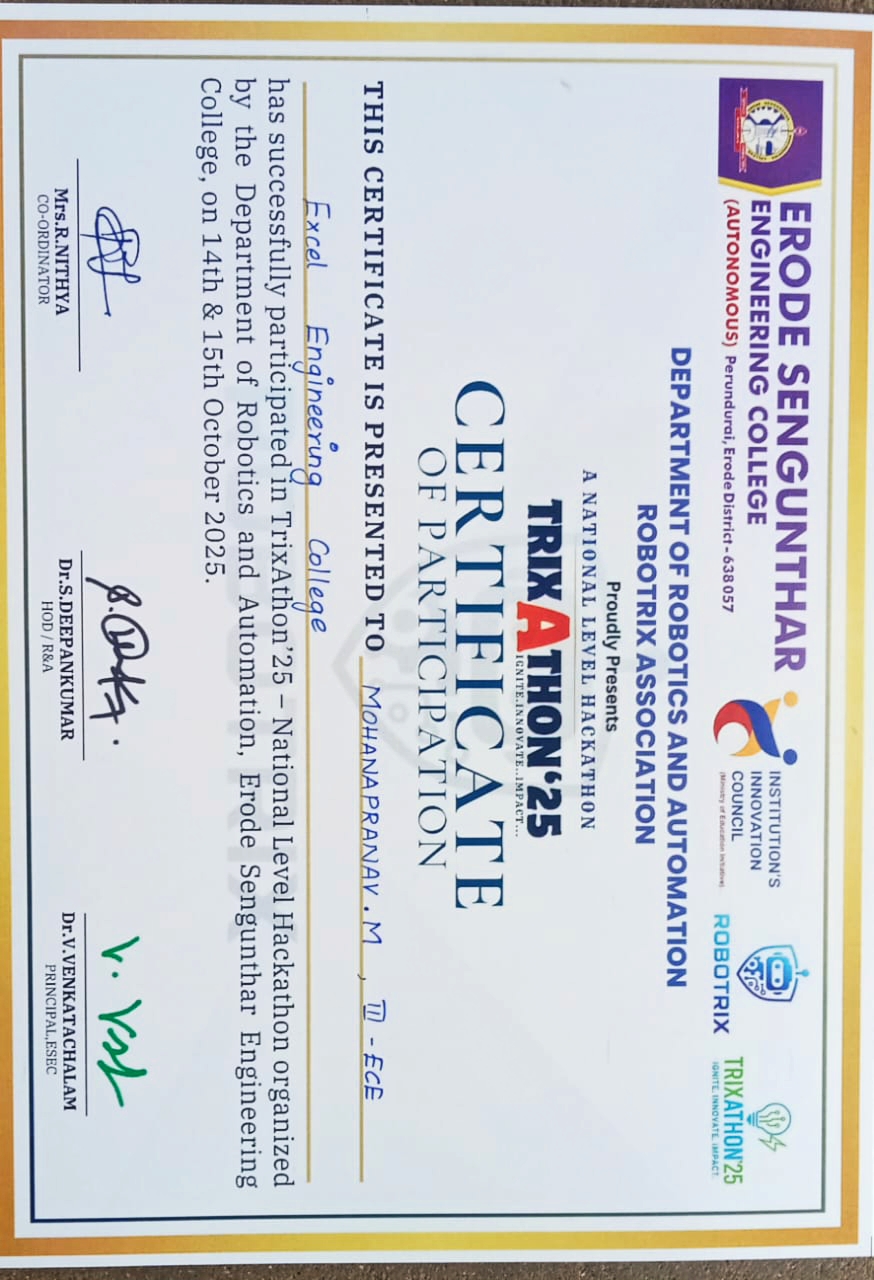 ERODE SENGUNTHAR
ENGINEERING COLLEGE
(AUTONOMOUS) Perundurai, Erode District - 638 057
INSTITUTION'S
INNOVATION
COUNCIL
(Ministry of Education Initiative)
ROBOTRIX
TRIXATHON'25
IGNITE. INNOVATE. IMPACT.
DEPARTMENT OF ROBOTICS AND AUTOMATION
ROBOTRIX ASSOCIATION
Proudly Presents
A NATIONAL LEVEL HACKATHON
TRIXATHON'25
IGNITE..INNOVATE..IMPACT...
CERTIFICATE
OF PARTICIPATION
THIS CERTIFICATE IS PRESENTED TO MOHANAPRANAV . M , III - ECE
Excel Engineering College
has successfully participated in TrixAthon'25 – National Level Hackathon organized
by the Department of Robotics and Automation, Erode Sengunthar Engineering
College, on 14th & 15th October 2025.
Mrs.R.NITHYA
CO-ORDINATOR
Dr.S.DEEPANKUMAR
HOD / R&A
Dr.V.VENKATACHALAM
PRINCIPAL,ESEC